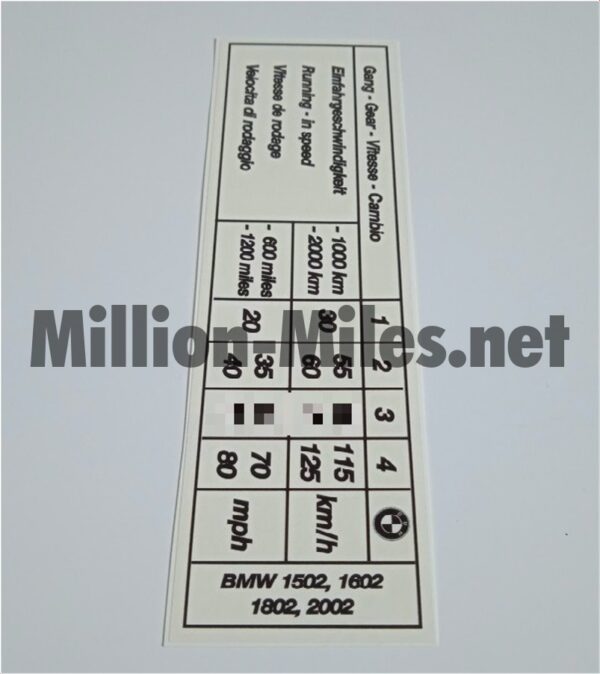 Gang - Gear - Vitesse - Cambio 1 2 3 4
Einfahrgeschwindigkeit
Running - in speed
Vitesse de rodage
Velocita di rodaggio
- 1000 km 30 55 115 km/h
- 2000 km 60 125
- 600 miles 20 35 70 mph
- 1200 miles 40 80
BMW 1502, 1602
1802, 2002
Million-Miles.net